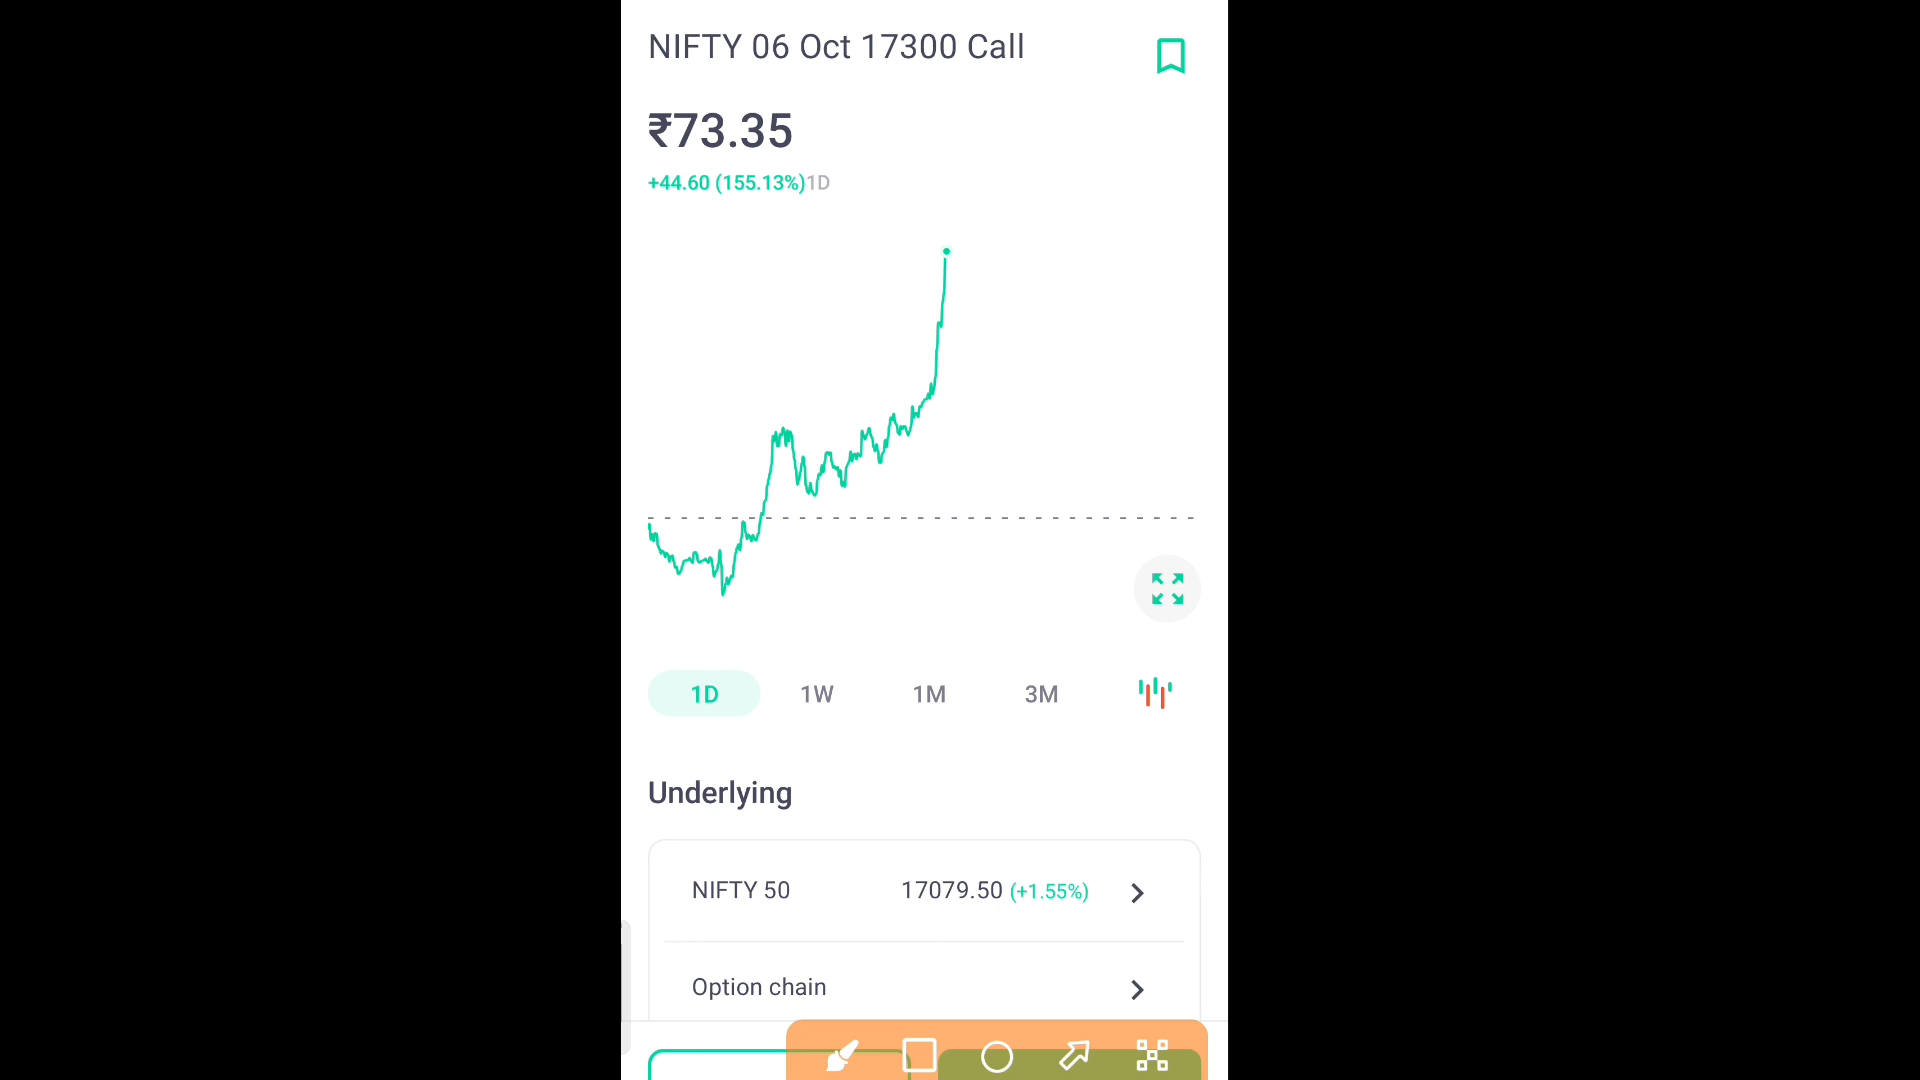 NIFTY 06 Oct 17300 Call
₹73.35
+44.60 (155.13%)1D
1D 1W 1M 3M
Underlying
NIFTY 50 17079.50 (+1.55%)
Option chain